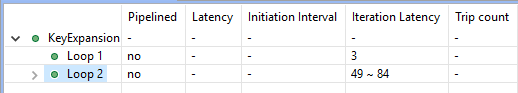 Pipelined Latency Initiation Interval Iteration Latency Trip count
KeyExpansion - - - - -
Loop 1 no - - 3 -
Loop 2 no - - 49 ~ 84 -